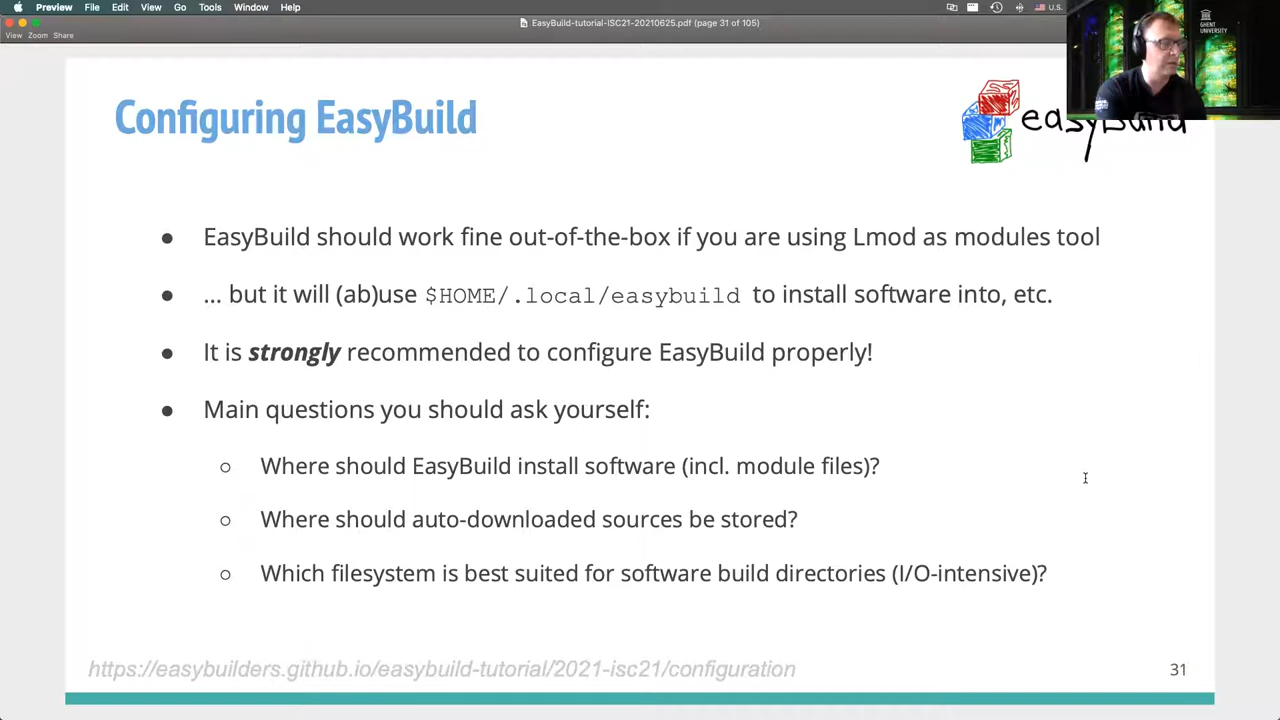 Preview File Edit View Go Tools Window Help
U.S.
EasyBuild-tutorial-ISC21-20210625.pdf (page 31 of 105)
View Zoom Share
GHENT
UNIVERSITY
Configuring EasyBuild
easybuild
● EasyBuild should work fine out-of-the-box if you are using Lmod as modules tool
● ... but it will (ab)use $HOME/.local/easybuild to install software into, etc.
● It is strongly recommended to configure EasyBuild properly!
● Main questions you should ask yourself:
○ Where should EasyBuild install software (incl. module files)?
○ Where should auto-downloaded sources be stored?
○ Which filesystem is best suited for software build directories (I/O-intensive)?
https://easybuilders.github.io/easybuild-tutorial/2021-isc21/configuration
31